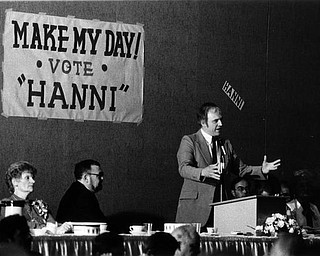 MAKE MY DAY!
• VOTE •
"HANNI"
HANNI